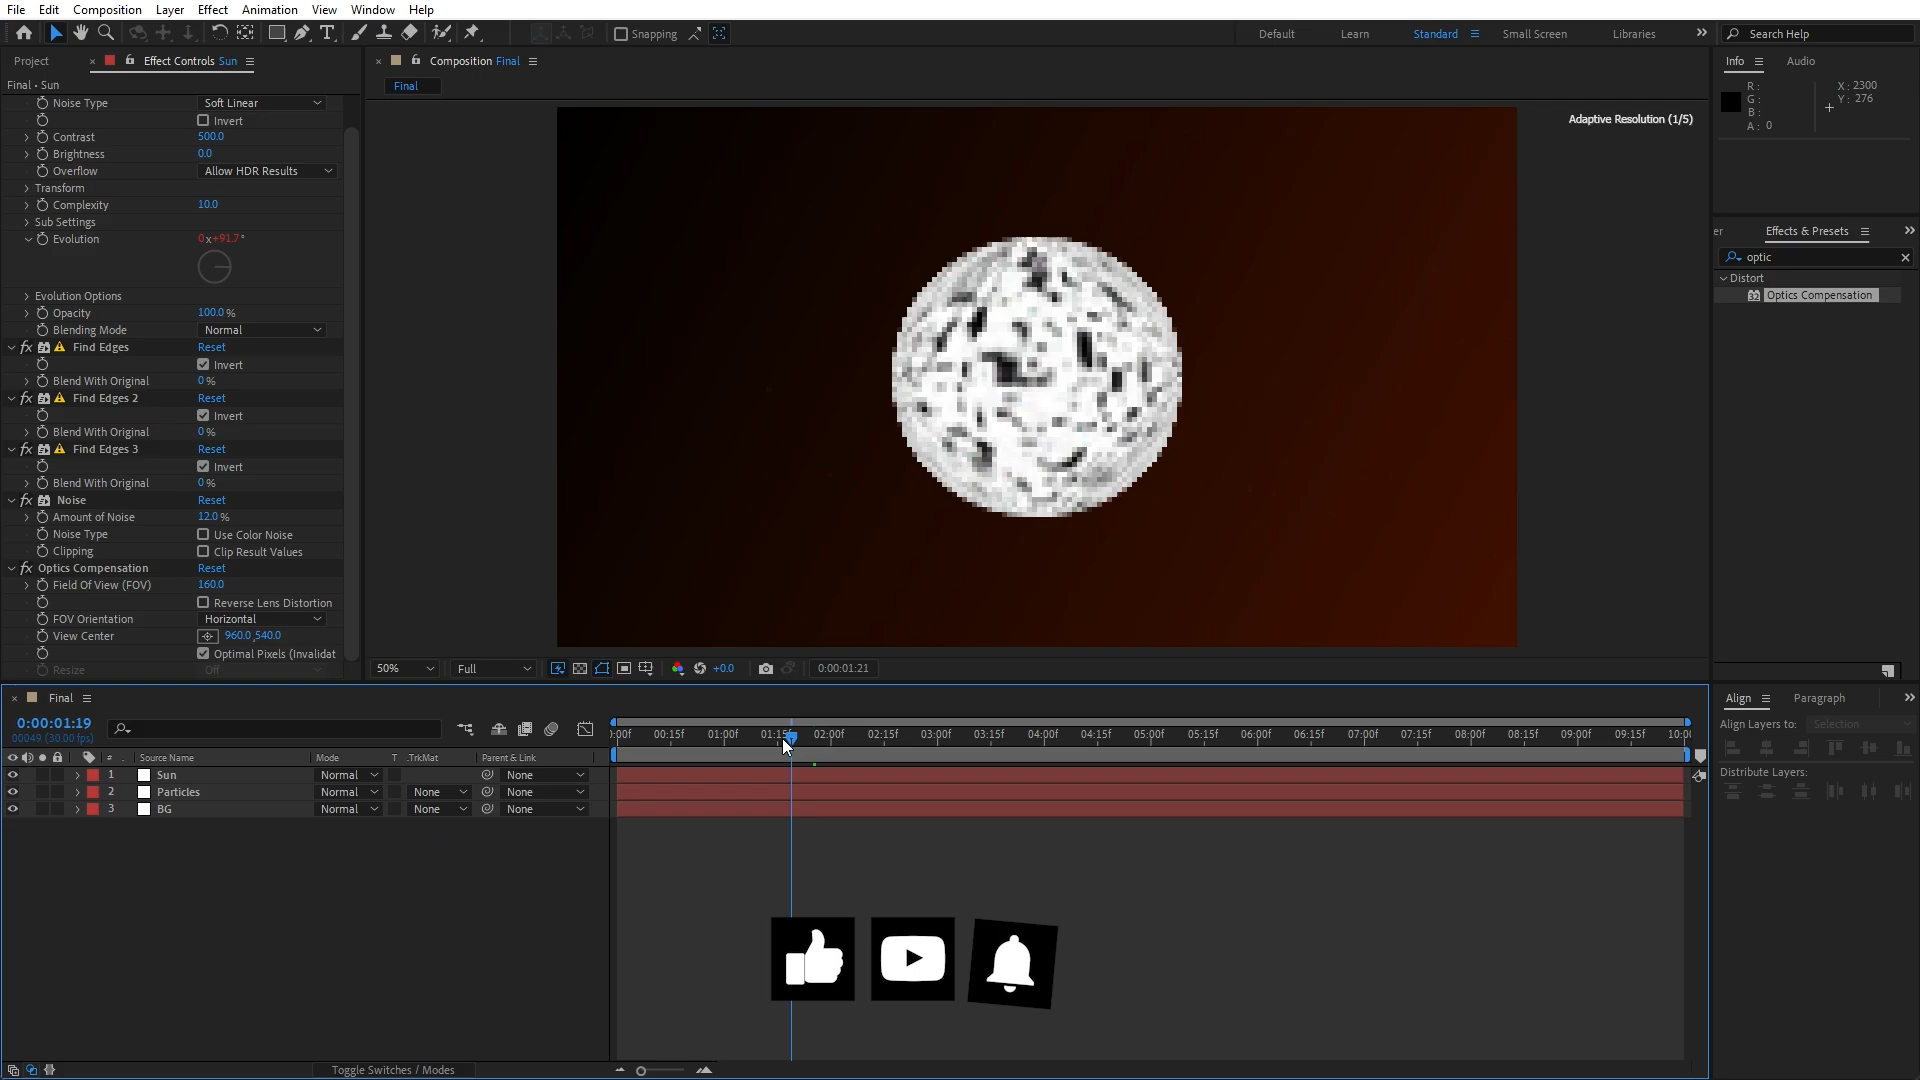 File Edit Composition Layer Effect Animation View Window Help
Snapping Default Learn Standard Small Screen Libraries Search Help
Project Effect Controls Sun
Final • Sun
Noise Type Soft Linear
Invert
Contrast 500.0
Brightness 0.0
Overflow Allow HDR Results
Transform
Complexity 10.0
Sub Settings
Evolution 0x+91.7°
Evolution Options
Opacity 100.0 %
Blending Mode Normal
fx Find Edges Reset
Invert
Blend With Original 0 %
fx Find Edges 2 Reset
Invert
Blend With Original 0 %
fx Find Edges 3 Reset
Invert
Blend With Original 0 %
fx Noise Reset
Amount of Noise 12.0 %
Noise Type Use Color Noise
Clipping Clip Result Values
fx Optics Compensation Reset
Field Of View (FOV) 160.0
Reverse Lens Distortion
FOV Orientation Horizontal
View Center 960.0,540.0
Optimal Pixels (Invalidat
Resize Off
Composition Final
Final
Adaptive Resolution (1/5)
50% Full +0.0 0:00:01:21
Info Audio
R : X : 2300
G : Y : 276
B :
A : 0
er Effects & Presets
optic
Distort
32 Optics Compensation
Align Paragraph
Align Layers to: Selection
Distribute Layers:
Final
0:00:01:19
00049 (30.00 fps)
:00f 00:15f 01:00f 01:15f 02:00f 02:15f 03:00f 03:15f 04:00f 04:15f 05:00f 05:15f 06:00f 06:15f 07:00f 07:15f 08:00f 08:15f 09:00f 09:15f 10:0
# Source Name Mode T .TrkMat Parent & Link
1 Sun Normal None
2 Particles Normal None None
3 BG Normal None None
Toggle Switches / Modes